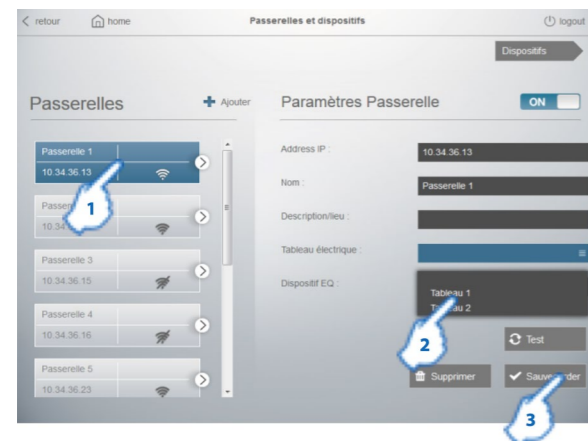 retour
home
Passerelles et dispositifs
logout
Dispositifs
Passerelles
Ajouter
Paramètres Passerelle
ON
Passerelle 1
10.34.36.13
1
Passerelle 3
10.34.36.15
Passerelle 4
10.34.36.16
Passerelle 5
10.34.36.23
Address IP :
10.34.36.13
Nom :
Passerelle 1
Description/lieu :
Tableau électrique :
Dispositif EQ :
Tableau 1
Tableau 2
2
Test
Supprimer
Sauvegarder
3